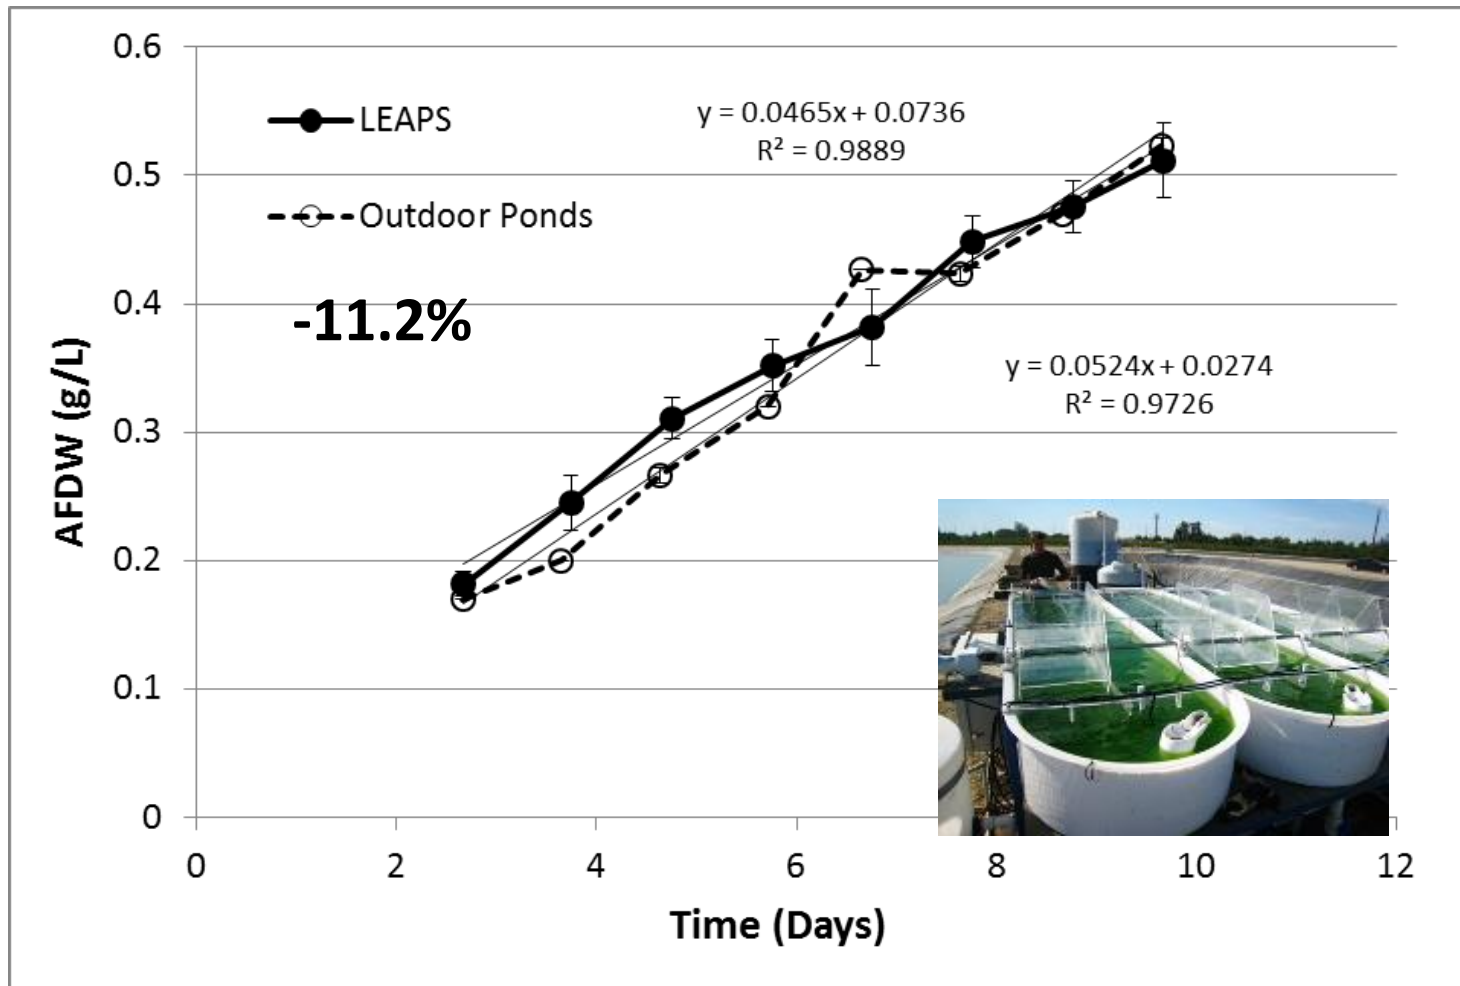 0.6
0.5
0.4
0.3
0.2
0.1
0
AFDW (g/L)
LEAPS
Outdoor Ponds
-11.2%
y = 0.0465x + 0.0736
R² = 0.9889
y = 0.0524x + 0.0274
R² = 0.9726
0 2 4 6 8 10 12
Time (Days)